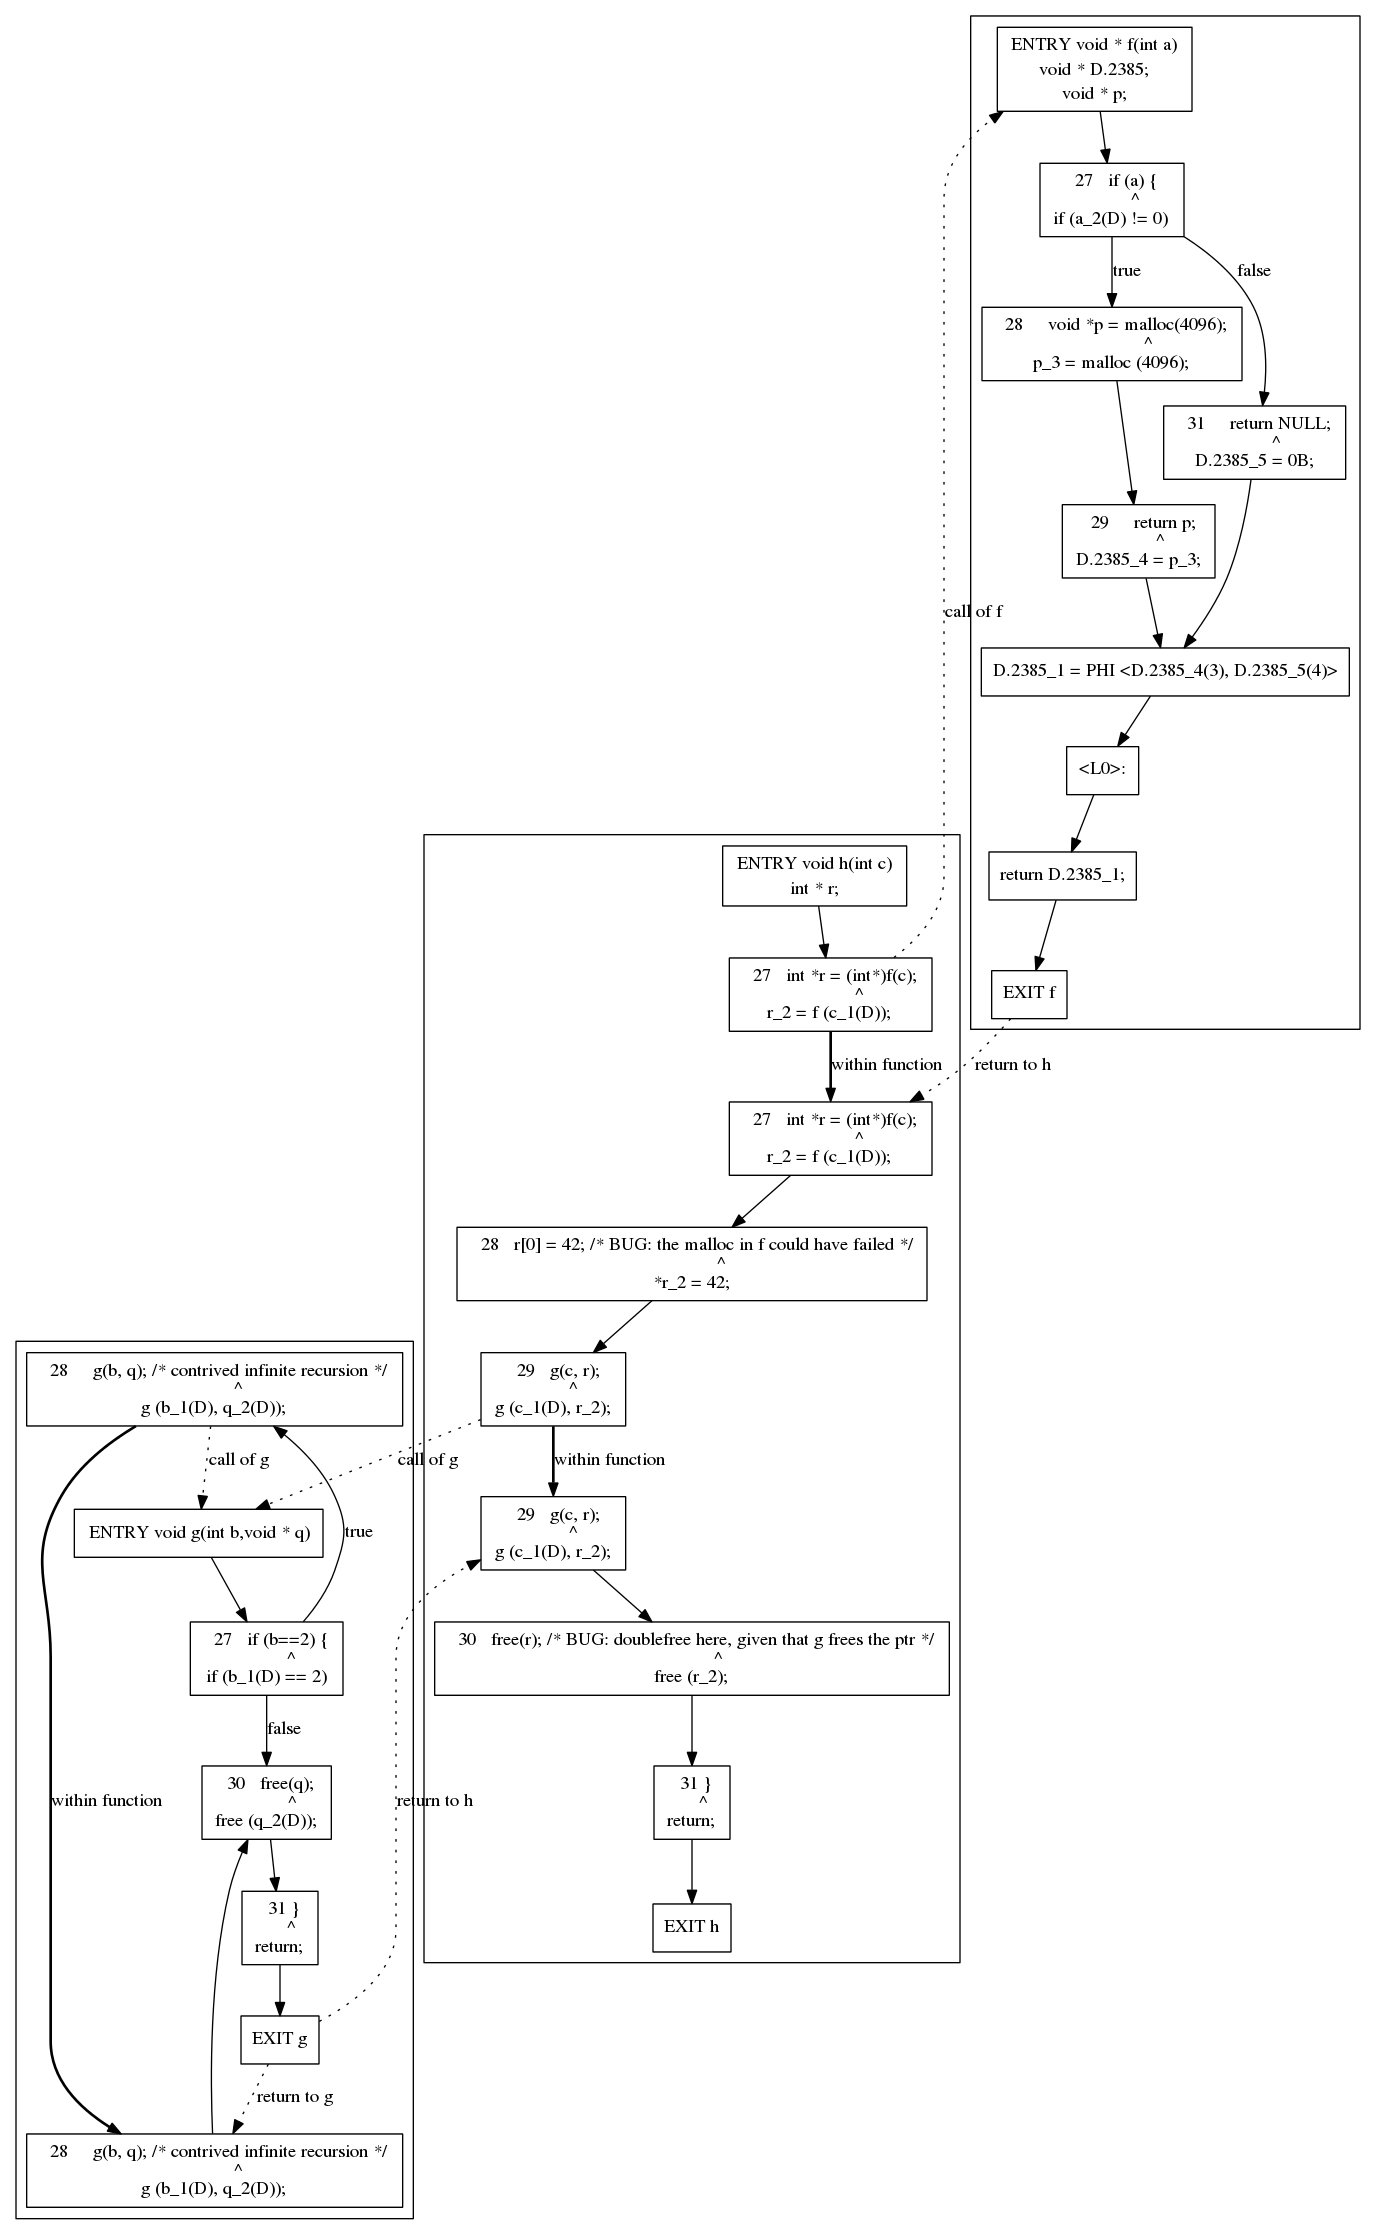 ENTRY void * f(int a)
void * D.2385;
void * p;
27 if (a) {
^
if (a_2(D) != 0)
true
false
28 void *p = malloc(4096);
^
p_3 = malloc (4096);
31 return NULL;
^
D.2385_5 = 0B;
29 return p;
^
D.2385_4 = p_3;
call of f
D.2385_1 = PHI <D.2385_4(3), D.2385_5(4)>
<L0>:
return D.2385_1;
EXIT f
return to h
ENTRY void h(int c)
int * r;
27 int *r = (int*)f(c);
^
r_2 = f (c_1(D));
within function
27 int *r = (int*)f(c);
^
r_2 = f (c_1(D));
28 r[0] = 42; /* BUG: the malloc in f could have failed */
^
*r_2 = 42;
29 g(c, r);
^
g (c_1(D), r_2);
call of g
within function
29 g(c, r);
^
g (c_1(D), r_2);
30 free(r); /* BUG: doublefree here, given that g frees the ptr */
^
free (r_2);
31 }
^
return;
EXIT h
28 g(b, q); /* contrived infinite recursion */
^
g (b_1(D), q_2(D));
call of g
ENTRY void g(int b,void * q)
true
27 if (b==2) {
^
if (b_1(D) == 2)
false
30 free(q);
^
free (q_2(D));
within function
return to h
31 }
^
return;
EXIT g
return to g
28 g(b, q); /* contrived infinite recursion */
^
g (b_1(D), q_2(D));